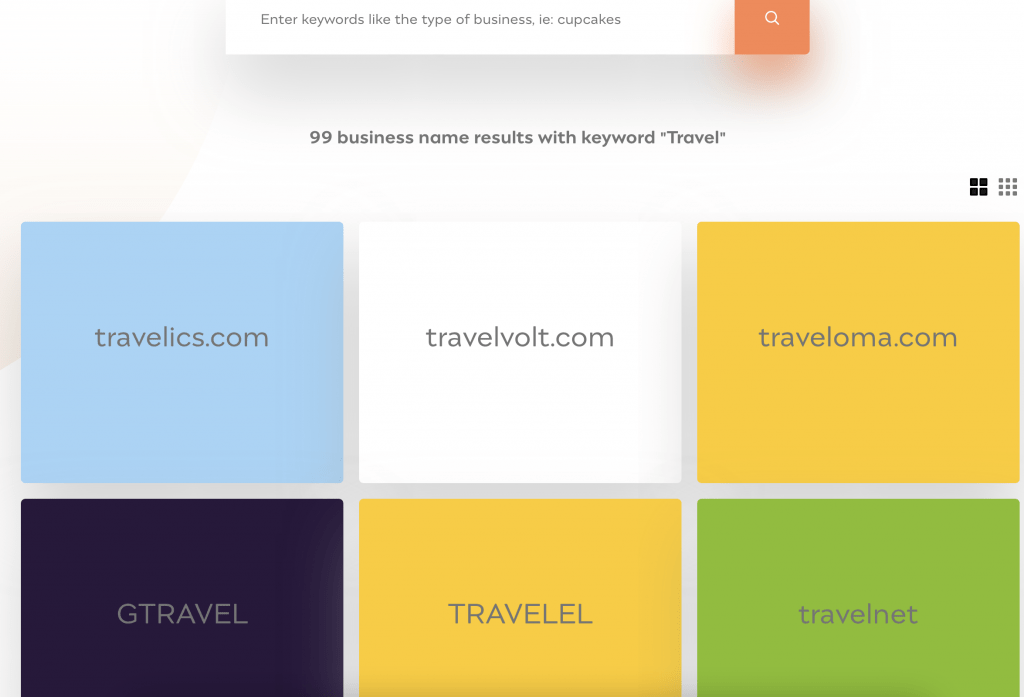 Enter keywords like the type of business, ie: cupcakes
99 business name results with keyword "Travel"
travelics.com
travelvolt.com
traveloma.com
GTRAVEL
TRAVELEL
travelnet